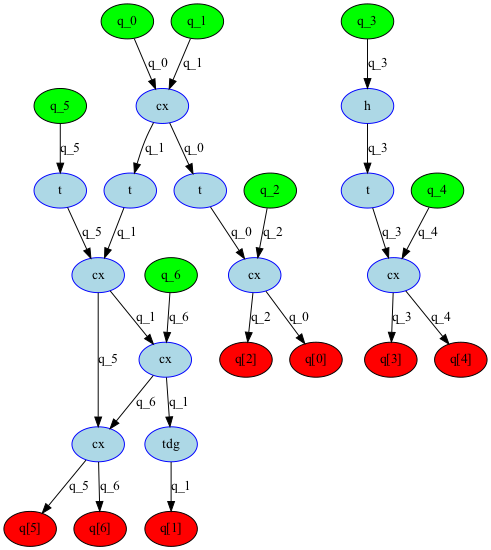 q_0 q_1 q_3
q_0 q_1 q_3
q_5 cx h
q_5 q_1 q_0 q_3
t t t q_2 t q_4
q_5 q_1 q_0 q_2 q_3 q_4
cx q_6 cx cx
q_1 q_6 q_2 q_0 q_3 q_4
q_5 cx q[2] q[0] q[3] q[4]
q_6 q_1
cx tdg
q_5 q_6 q_1
q[5] q[6] q[1]